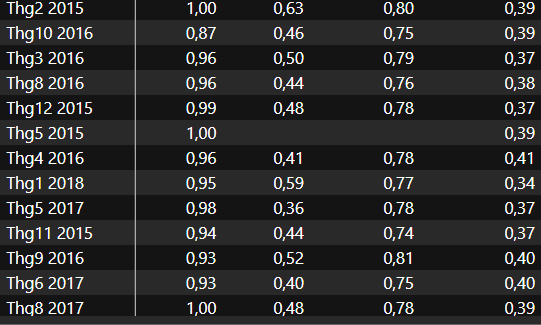 Thg2 2015 1,00 0,63 0,80 0,39
Thg10 2016 0,87 0,46 0,75 0,39
Thg3 2016 0,96 0,50 0,79 0,37
Thg8 2016 0,96 0,44 0,76 0,38
Thg12 2015 0,99 0,48 0,78 0,37
Thg5 2015 1,00 0,39
Thg4 2016 0,96 0,41 0,78 0,41
Thg1 2018 0,95 0,59 0,77 0,34
Thg5 2017 0,98 0,36 0,78 0,37
Thg11 2015 0,94 0,44 0,74 0,37
Thg9 2016 0,93 0,52 0,81 0,40
Thg6 2017 0,93 0,40 0,75 0,40
Thg8 2017 1,00 0,48 0,78 0,39